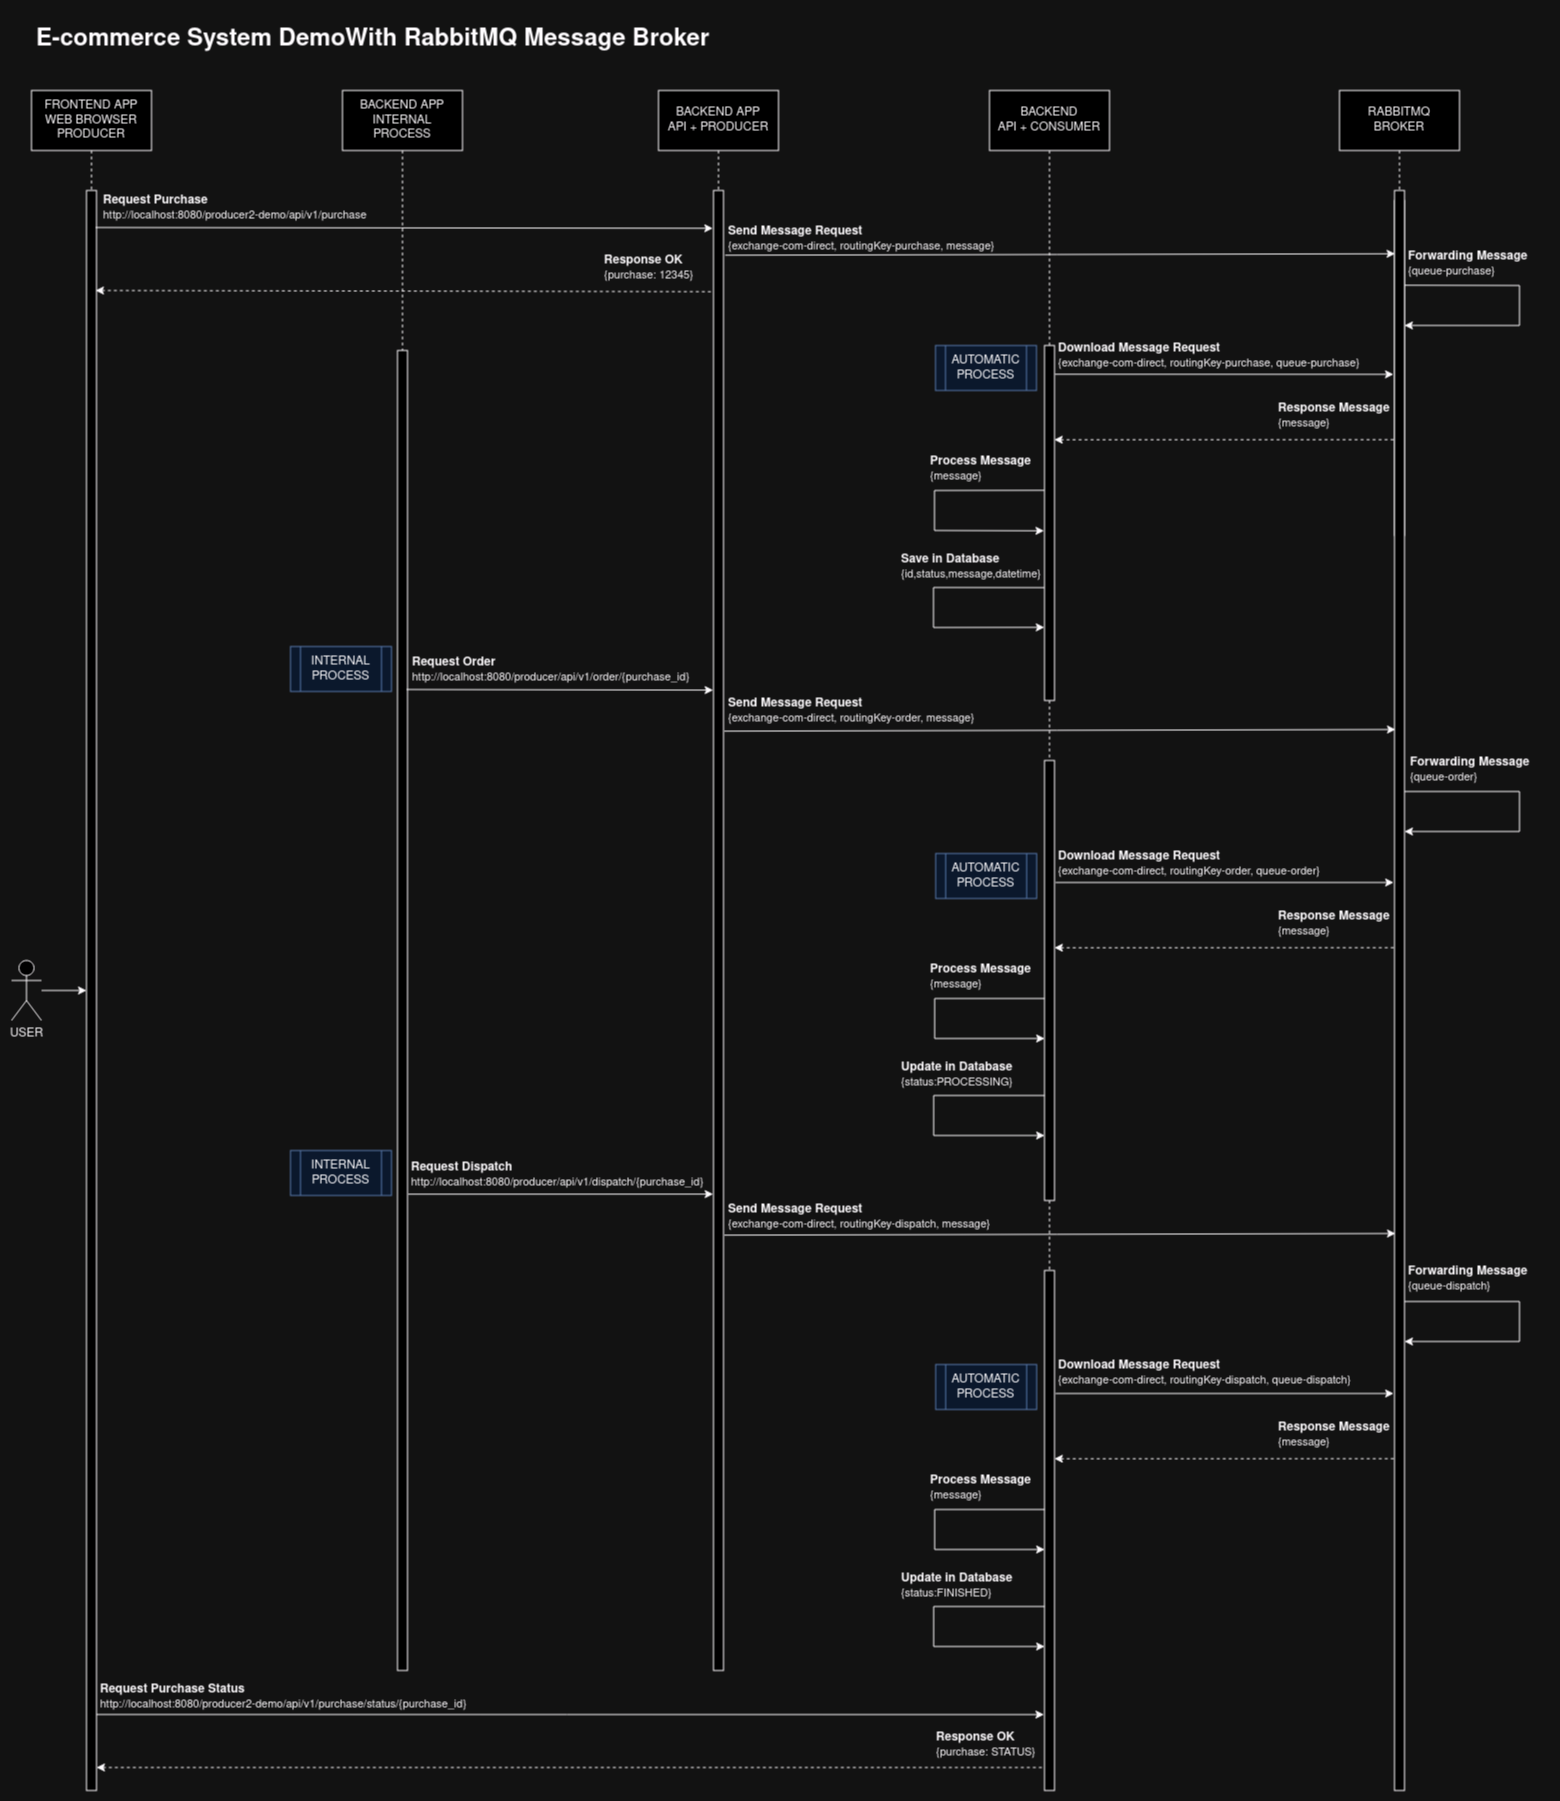 E-commerce System DemoWith RabbitMQ Message Broker
FRONTEND APP
WEB BROWSER
PRODUCER
BACKEND APP
INTERNAL
PROCESS
BACKEND APP
API + PRODUCER
BACKEND
API + CONSUMER
RABBITMQ
BROKER
Request Purchase
http://localhost:8080/producer2-demo/api/v1/purchase
Send Message Request
{exchange-com-direct, routingKey-purchase, message}
Response OK
{purchase: 12345}
Forwarding Message
{queue-purchase}
AUTOMATIC
PROCESS
Download Message Request
{exchange-com-direct, routingKey-purchase, queue-purchase}
Response Message
{message}
Process Message
{message}
Save in Database
{id,status,message,datetime}
INTERNAL
PROCESS
Request Order
http://localhost:8080/producer/api/v1/order/{purchase_id}
Send Message Request
{exchange-com-direct, routingKey-order, message}
Forwarding Message
{queue-order}
AUTOMATIC
PROCESS
Download Message Request
{exchange-com-direct, routingKey-order, queue-order}
Response Message
{message}
Process Message
{message}
USER
Update in Database
{status:PROCESSING}
INTERNAL
PROCESS
Request Dispatch
http://localhost:8080/producer/api/v1/dispatch/{purchase_id}
Send Message Request
{exchange-com-direct, routingKey-dispatch, message}
Forwarding Message
{queue-dispatch}
AUTOMATIC
PROCESS
Download Message Request
{exchange-com-direct, routingKey-dispatch, queue-dispatch}
Response Message
{message}
Process Message
{message}
Update in Database
{status:FINISHED}
Request Purchase Status
http://localhost:8080/producer2-demo/api/v1/purchase/status/{purchase_id}
Response OK
{purchase: STATUS}